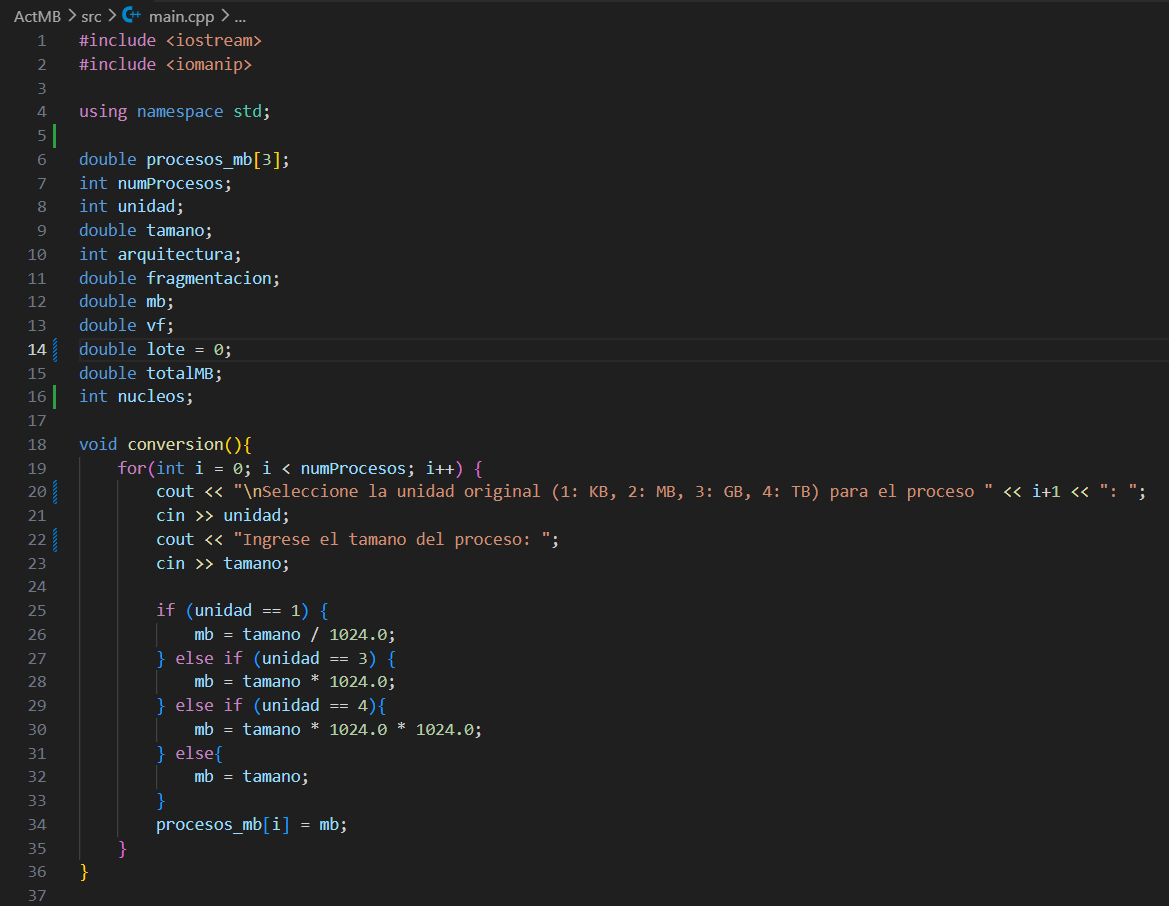 ActMB > src > C++ main.cpp > ...
1 #include <iostream>
2 #include <iomanip>
3
4 using namespace std;
5
6 double procesos_mb[3];
7 int numProcesos;
8 int unidad;
9 double tamano;
10 int arquitectura;
11 double fragmentacion;
12 double mb;
13 double vf;
14 double lote = 0;
15 double totalMB;
16 int nucleos;
17
18 void conversion(){
19     for(int i = 0; i < numProcesos; i++) {
20         cout << "\nSeleccione la unidad original (1: KB, 2: MB, 3: GB, 4: TB) para el proceso " << i+1 << ": ";
21         cin >> unidad;
22         cout << "Ingrese el tamano del proceso: ";
23         cin >> tamano;
24
25         if (unidad == 1) {
26             mb = tamano / 1024.0;
27         } else if (unidad == 3) {
28             mb = tamano * 1024.0;
29         } else if (unidad == 4){
30             mb = tamano * 1024.0 * 1024.0;
31         } else{
32             mb = tamano;
33         }
34         procesos_mb[i] = mb;
35     }
36 }
37